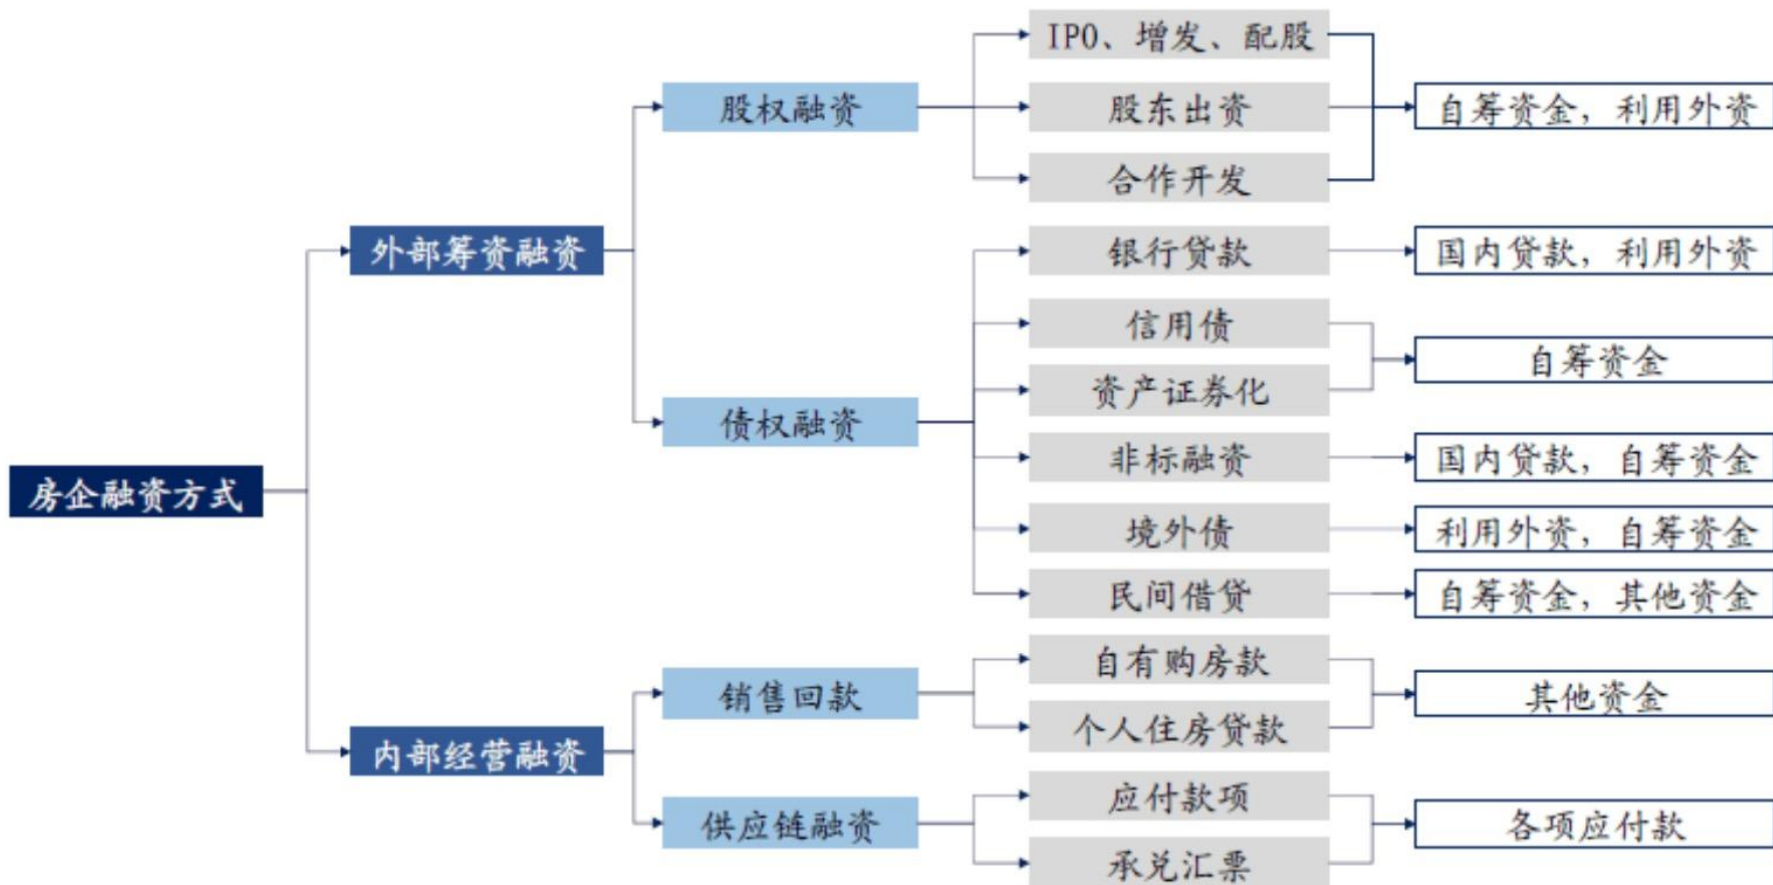 IPO、增发、配股
股权融资
股东出资
自筹资金，利用外资
合作开发
外部筹资融资
银行贷款
国内贷款，利用外资
信用债
自筹资金
资产证券化
债权融资
非标融资
国内贷款，自筹资金
房企融资方式
境外债
利用外资，自筹资金
民间借贷
自筹资金，其他资金
自有购房款
销售回款
其他资金
个人住房贷款
内部经营融资
应付款项
供应链融资
各项应付款
承兑汇票